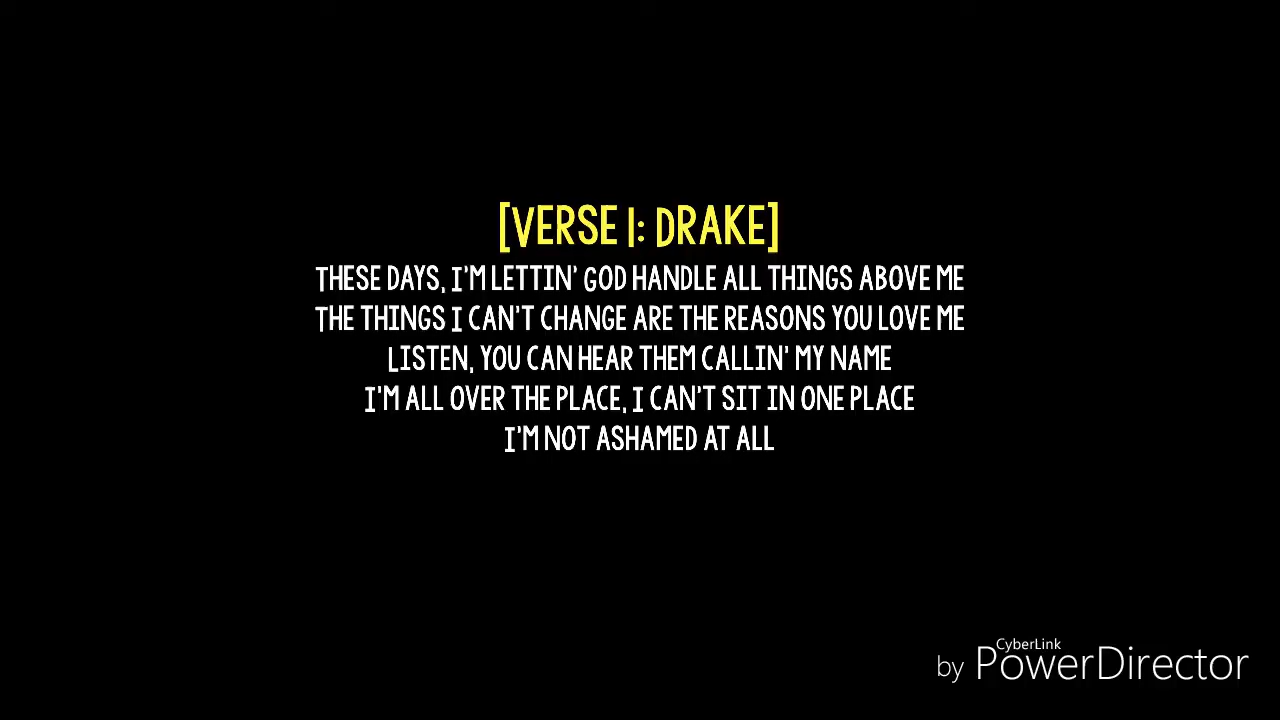 [VERSE 1: DRAKE]
THESE DAYS, I'M LETTIN' GOD HANDLE ALL THINGS ABOVE ME
THE THINGS I CAN'T CHANGE ARE THE REASONS YOU LOVE ME
LISTEN, YOU CAN HEAR THEM CALLIN' MY NAME
I'M ALL OVER THE PLACE, I CAN'T SIT IN ONE PLACE
I'M NOT ASHAMED AT ALL
CyberLink
by PowerDirector